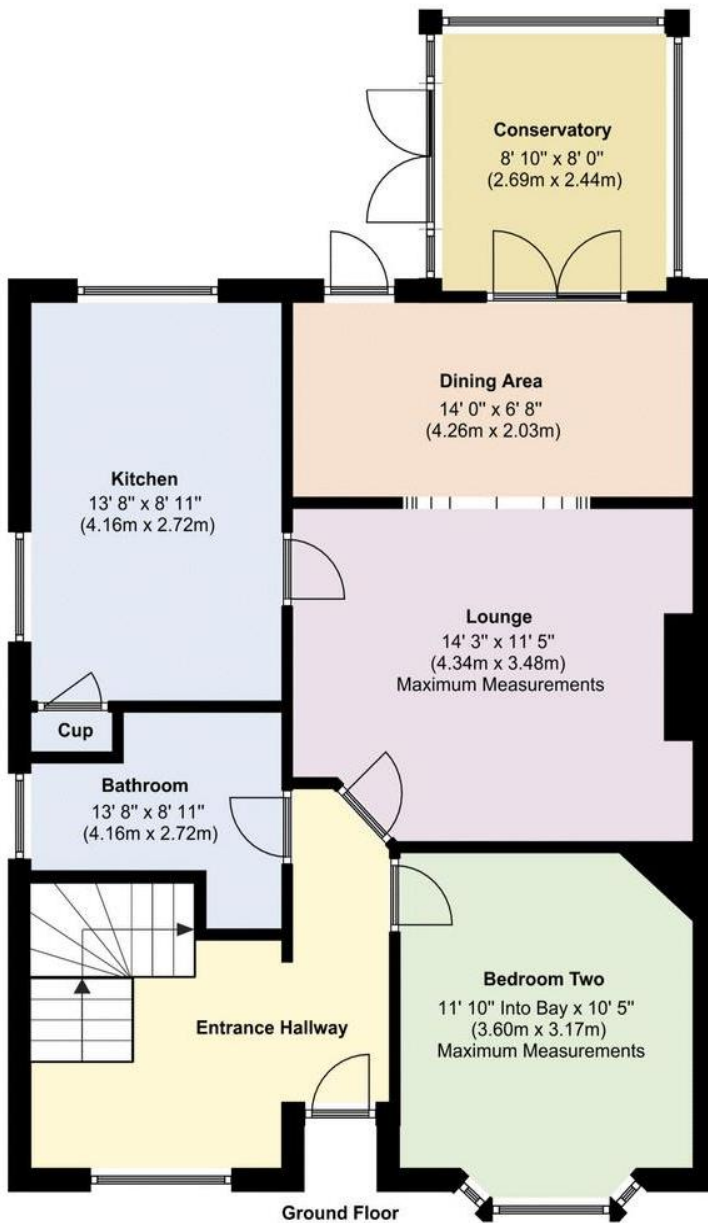 Conservatory
8' 10" x 8' 0"
(2.69m x 2.44m)
Dining Area
14' 0" x 6' 8"
(4.26m x 2.03m)
Kitchen
13' 8" x 8' 11"
(4.16m x 2.72m)
Lounge
14' 3" x 11' 5"
(4.34m x 3.48m)
Maximum Measurements
Cup
Bathroom
13' 8" x 8' 11"
(4.16m x 2.72m)
Bedroom Two
11' 10" Into Bay x 10' 5"
(3.60m x 3.17m)
Maximum Measurements
Entrance Hallway
Ground Floor